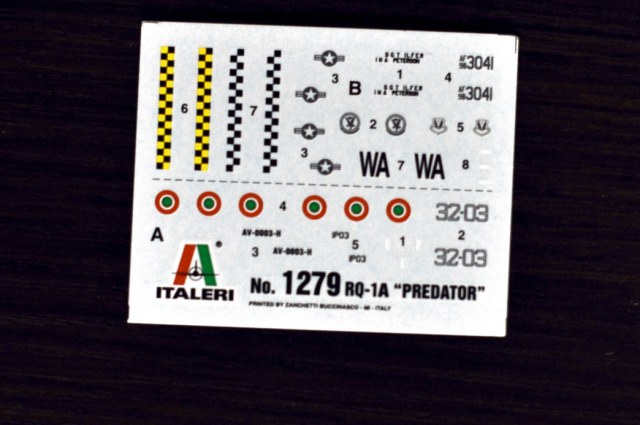 3
1
4
3041
B
3041
6
7
2
5
3
WA
7
WA
8
4
32-03
A
AV-0003-H
IP03
1
2
3
AV-0003-H
5
IP03
32-03
ITALERI
®
No. 1279 RQ-1A "PREDATOR"
PRINTED BY ZANCHETTI BUCCINASCO - MI - ITALY